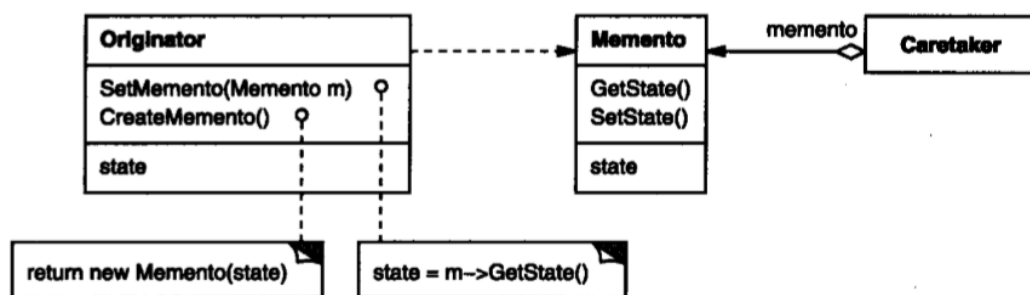 Originator
SetMemento(Memento m)
CreateMemento()
state
Memento
GetState()
SetState()
state
memento
Caretaker
return new Memento(state)
state = m->GetState()